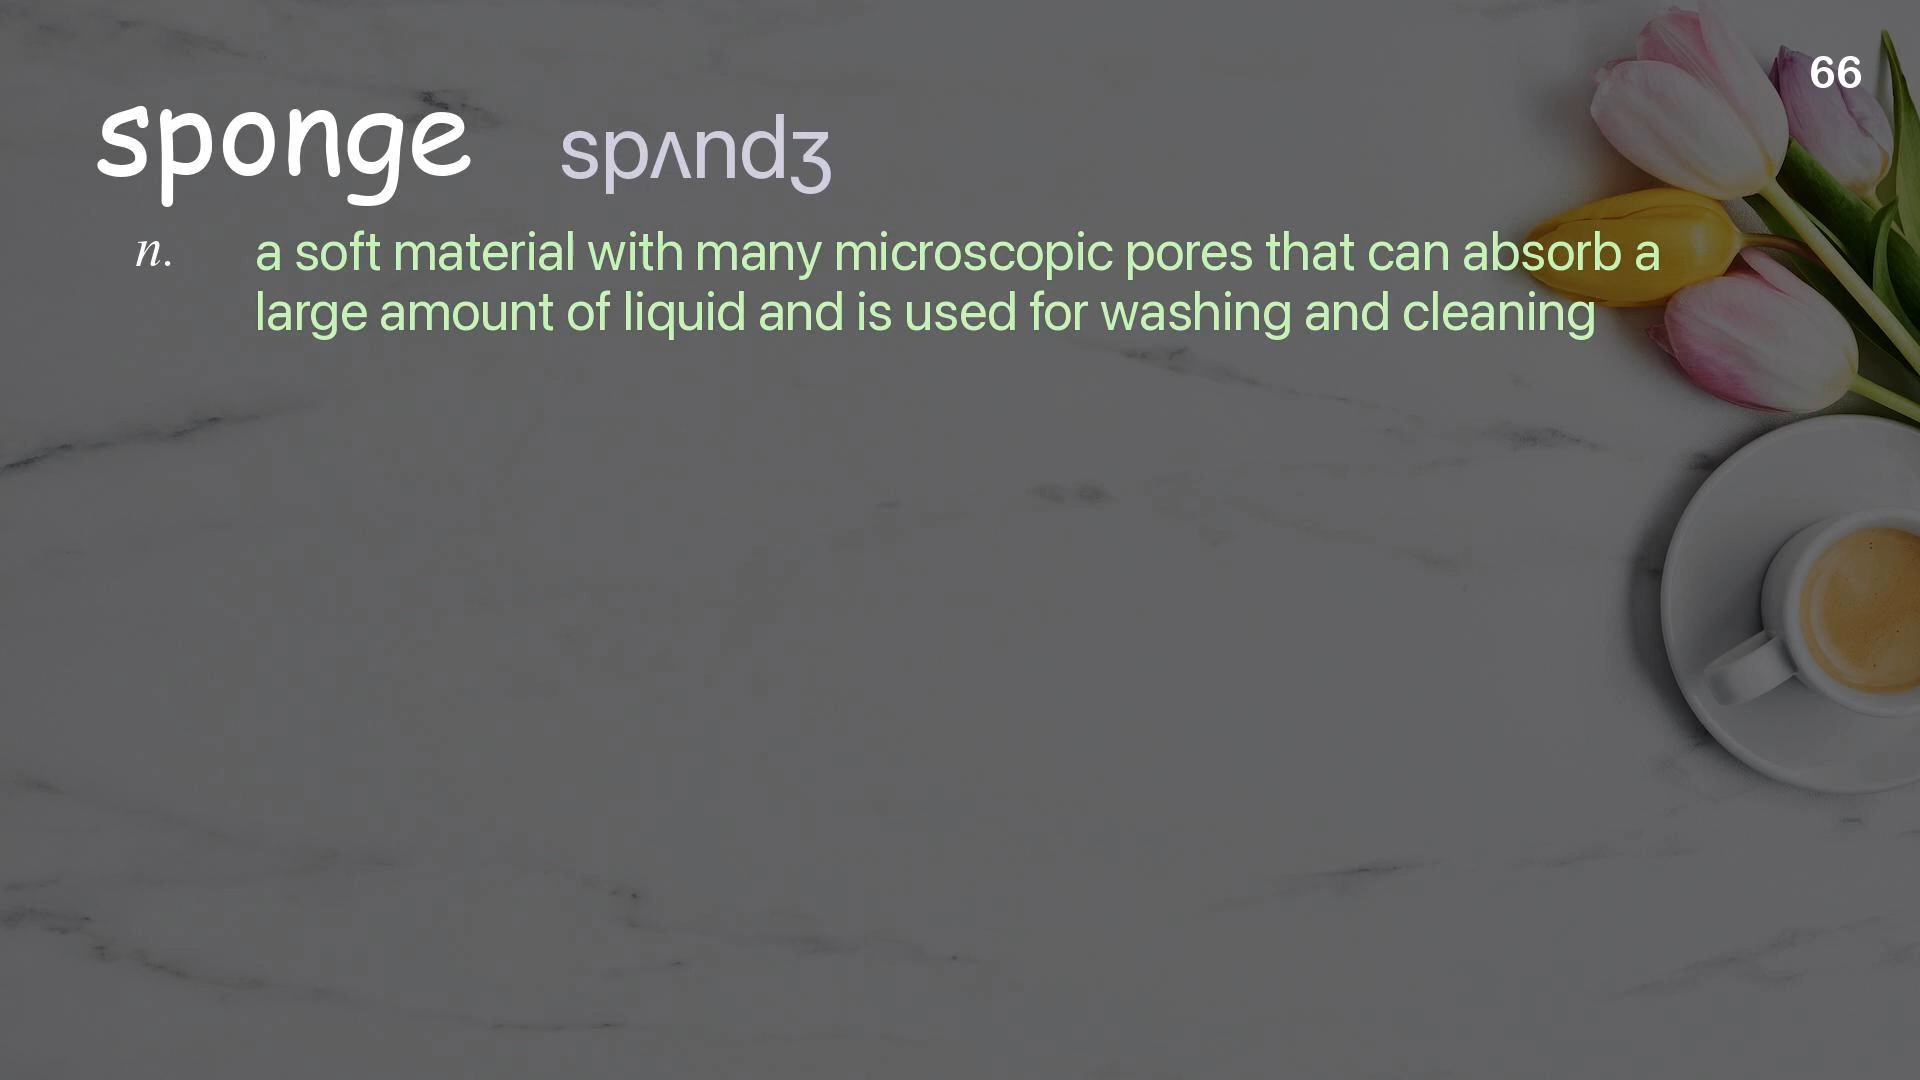 66
sponge spʌndʒ
n. a soft material with many microscopic pores that can absorb a
large amount of liquid and is used for washing and cleaning